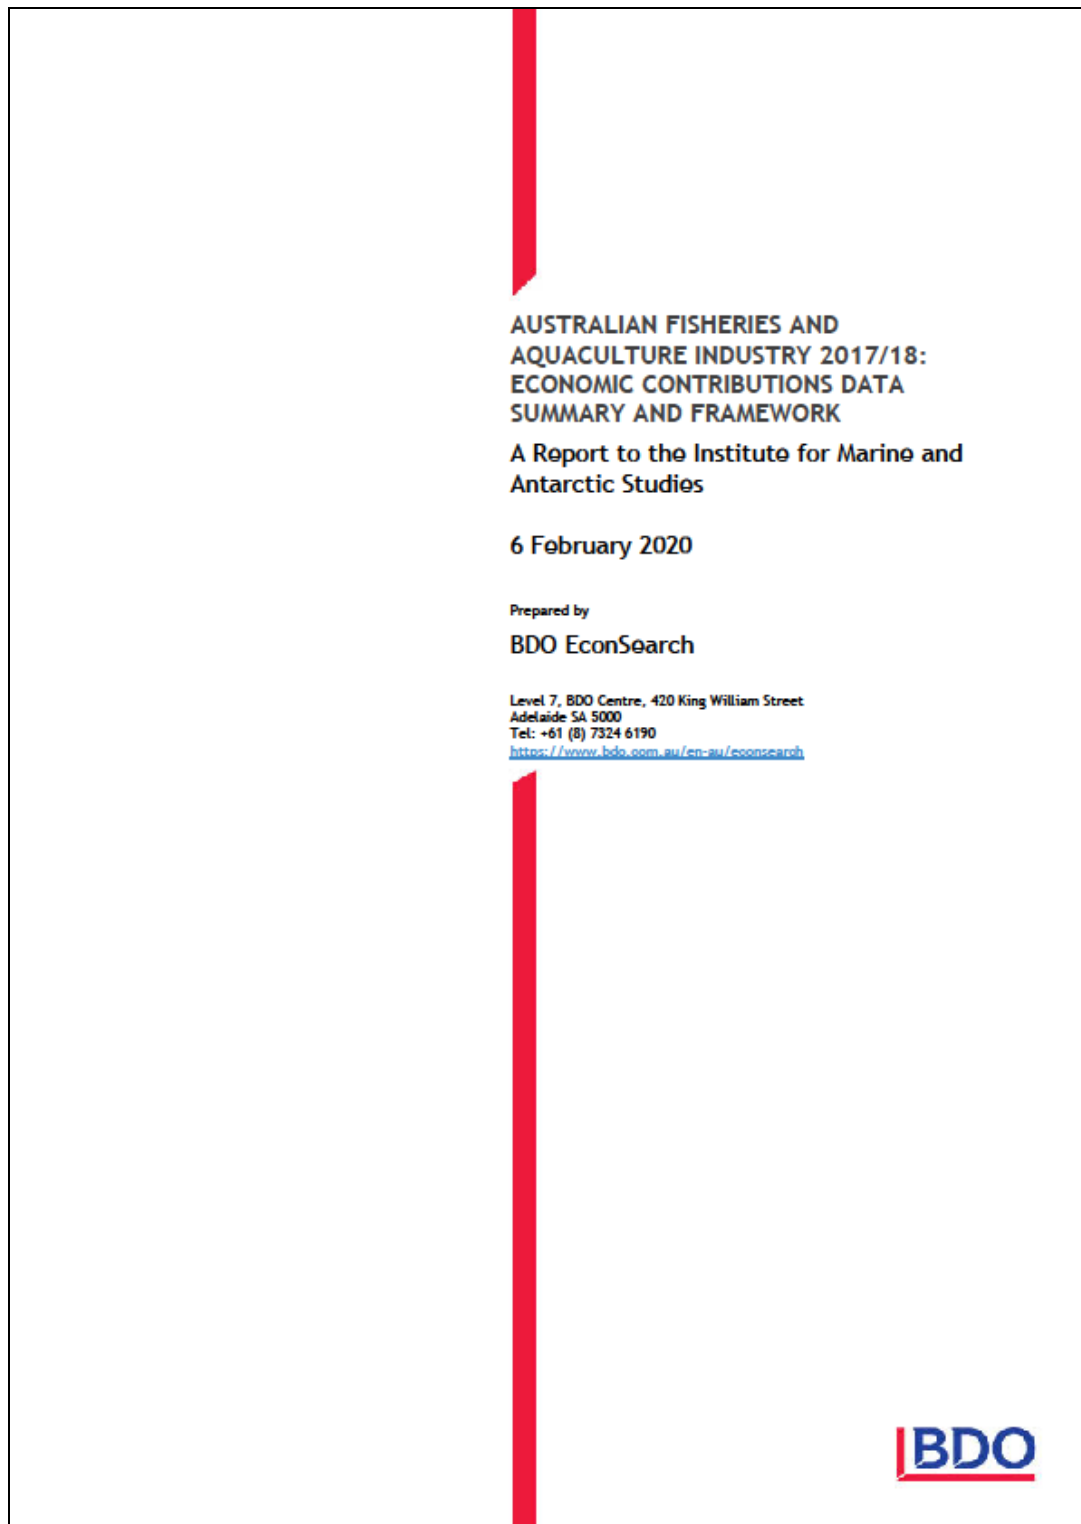 AUSTRALIAN FISHERIES AND
AQUACULTURE INDUSTRY 2017/18:
ECONOMIC CONTRIBUTIONS DATA
SUMMARY AND FRAMEWORK
A Report to the Institute for Marine and
Antarctic Studies
6 February 2020
Prepared by
BDO EconSearch
Level 7, BDO Centre, 420 King William Street
Adelaide SA 5000
Tel: +61 (8) 7324 6190
https://www.bdo.com.au/en-au/econsearch
BDO